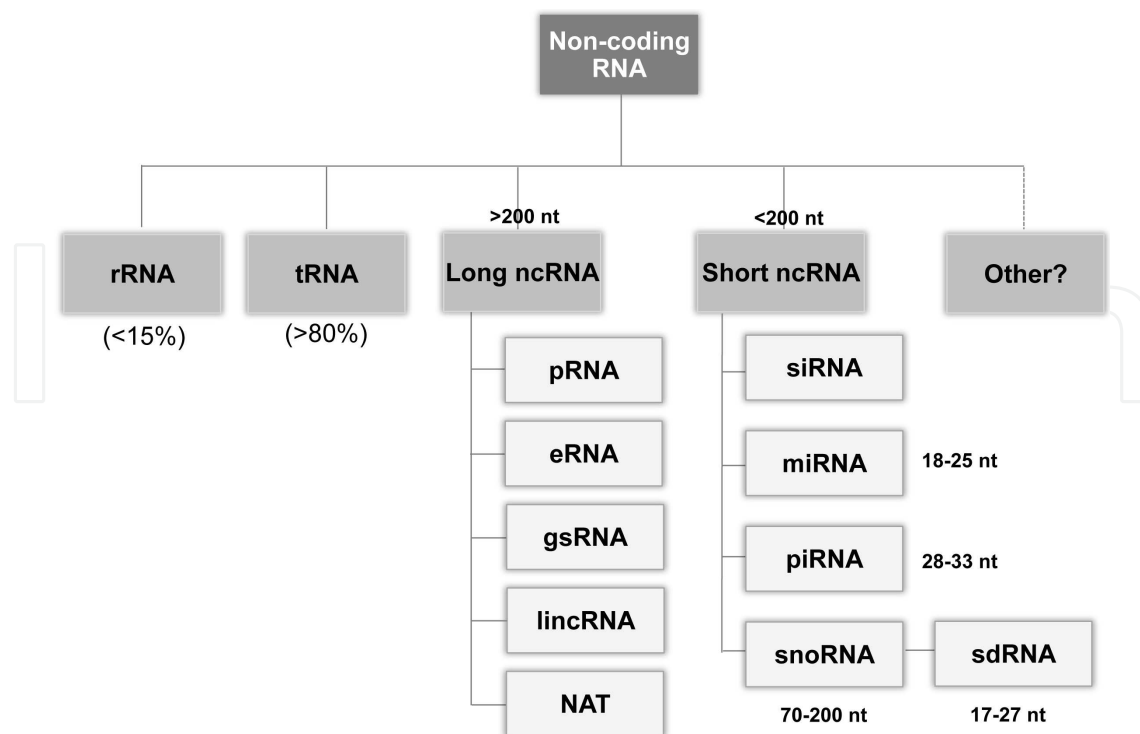 Non-coding
RNA
>200 nt
<200 nt
rRNA
tRNA
Long ncRNA
Short ncRNA
Other?
(<15%)
(>80%)
pRNA
eRNA
gsRNA
lincRNA
NAT
siRNA
miRNA
18-25 nt
piRNA
28-33 nt
snoRNA
sdRNA
70-200 nt
17-27 nt